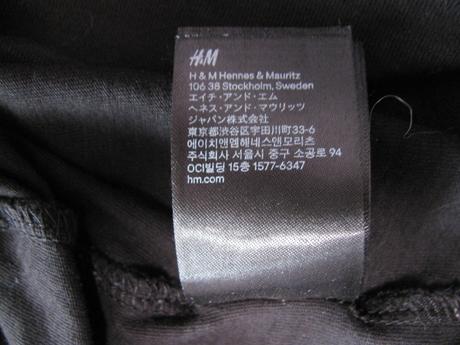 H&M
H & M Hennes & Mauritz
106 38 Stockholm, Sweden
エイチ・アンド・エム
ヘネス・アンド・マウリッツ
ジャパン株式会社
東京都渋谷区宇田川町33-6
에이치앤엠헤네스앤모리츠
주식회사 서울시 중구 소공로 94
OCI빌딩 15층 1577-6347
hm.com